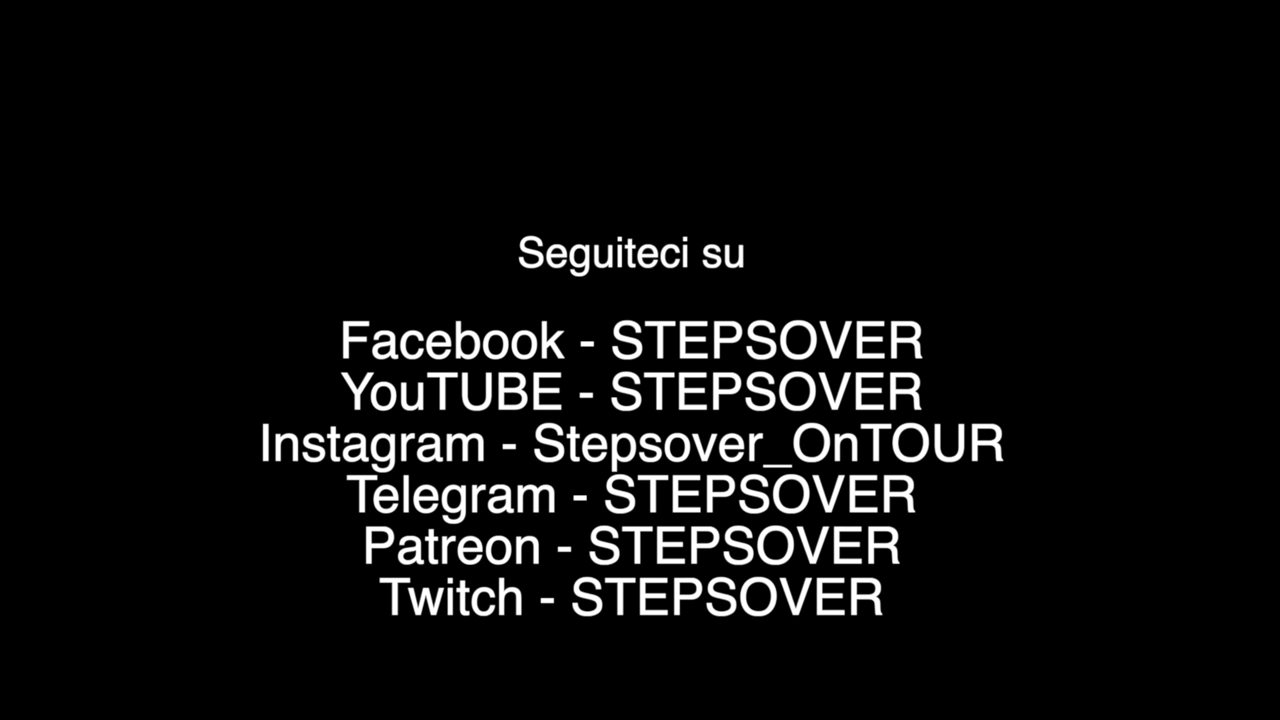 Seguiteci su
Facebook - STEPSOVER
YouTUBE - STEPSOVER
Instagram - Stepsover_OnTOUR
Telegram - STEPSOVER
Patreon - STEPSOVER
Twitch - STEPSOVER